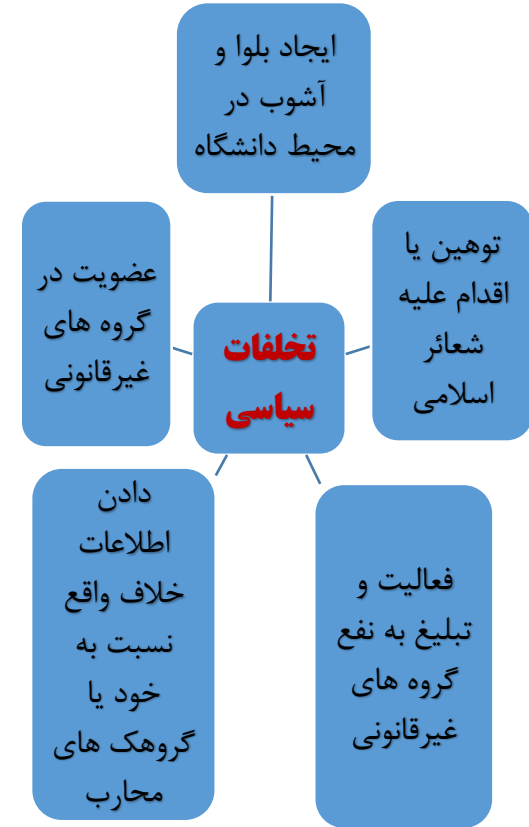 ایجاد بلوا و
آشوب در
محیط دانشگاه
توهین یا
اقدام علیه
شعائر
اسلامی
عضویت در
گروه های
غیرقانونی
تخلفات
سیاسی
فعالیت و
تبلیغ به نفع
گروه های
غیرقانونی
دادن
اطلاعات
خلاف واقع
نسبت به
خود یا
گروهک های
محارب